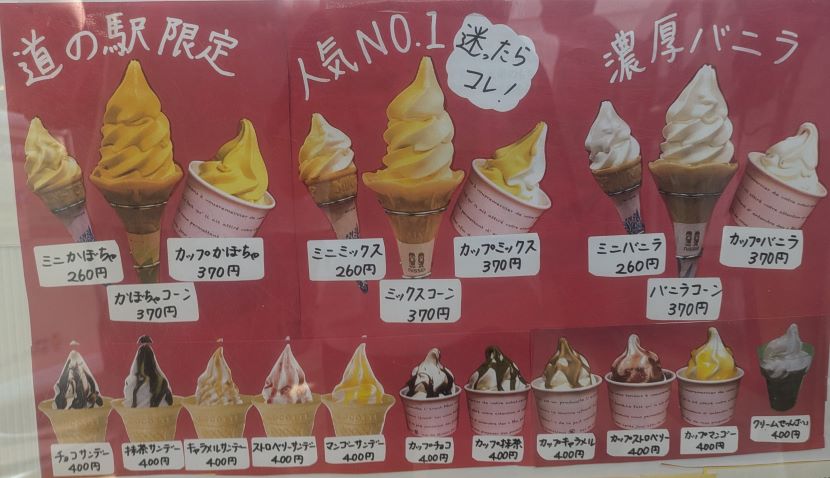 道の駅限定
人気NO.1
迷ったら
コレ!
濃厚バニラ
ミニかぼちゃ
260円
カップかぼちゃ
370円
かぼちゃコーン
370円
ミニミックス
260円
カップミックス
370円
ミックスコーン
370円
ミニバニラ
260円
カップバニラ
370円
バニラコーン
370円
チョコサンデー
400円
抹茶サンデー
400円
キャラメルサンデー
400円
ストロベリーサンデー
400円
マンゴーサンデー
400円
カップチョコ
400円
カップ抹茶
400円
カップキャラメル
400円
カップストロベリー
400円
カップマンゴー
400円
クリームぜんざい
400円